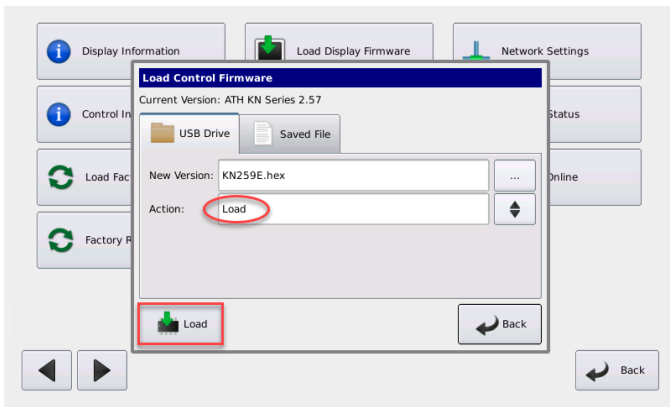 Display Information
Load Display Firmware
Network Settings
Load Control Firmware
Current Version: ATH KN Series 2.57
Control In
Status
USB Drive
Saved File
Load Fac
New Version:
KN259E.hex
...
Online
Action:
Load
Factory R
Load
Back
Back